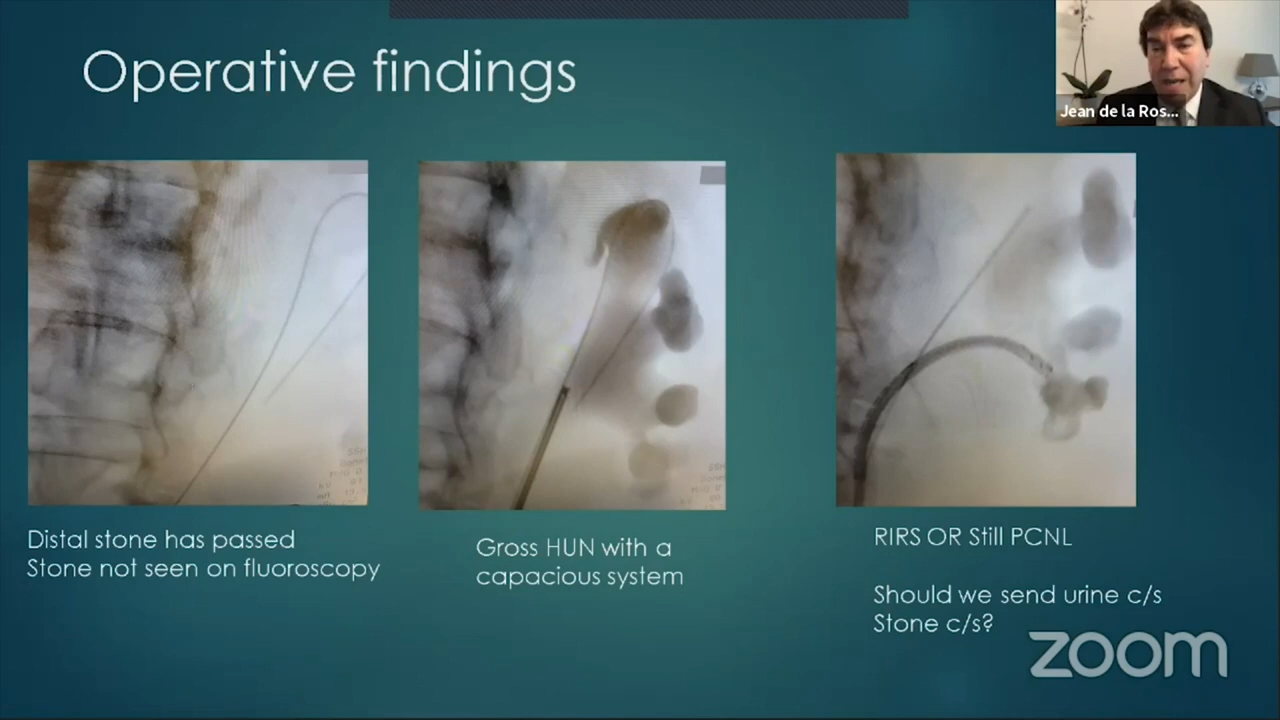 Operative findings
Jean de la Ros...
Distal stone has passed
Stone not seen on fluoroscopy
Gross HUN with a
capacious system
RIRS OR Still PCNL
Should we send urine c/s
Stone c/s?
zoom